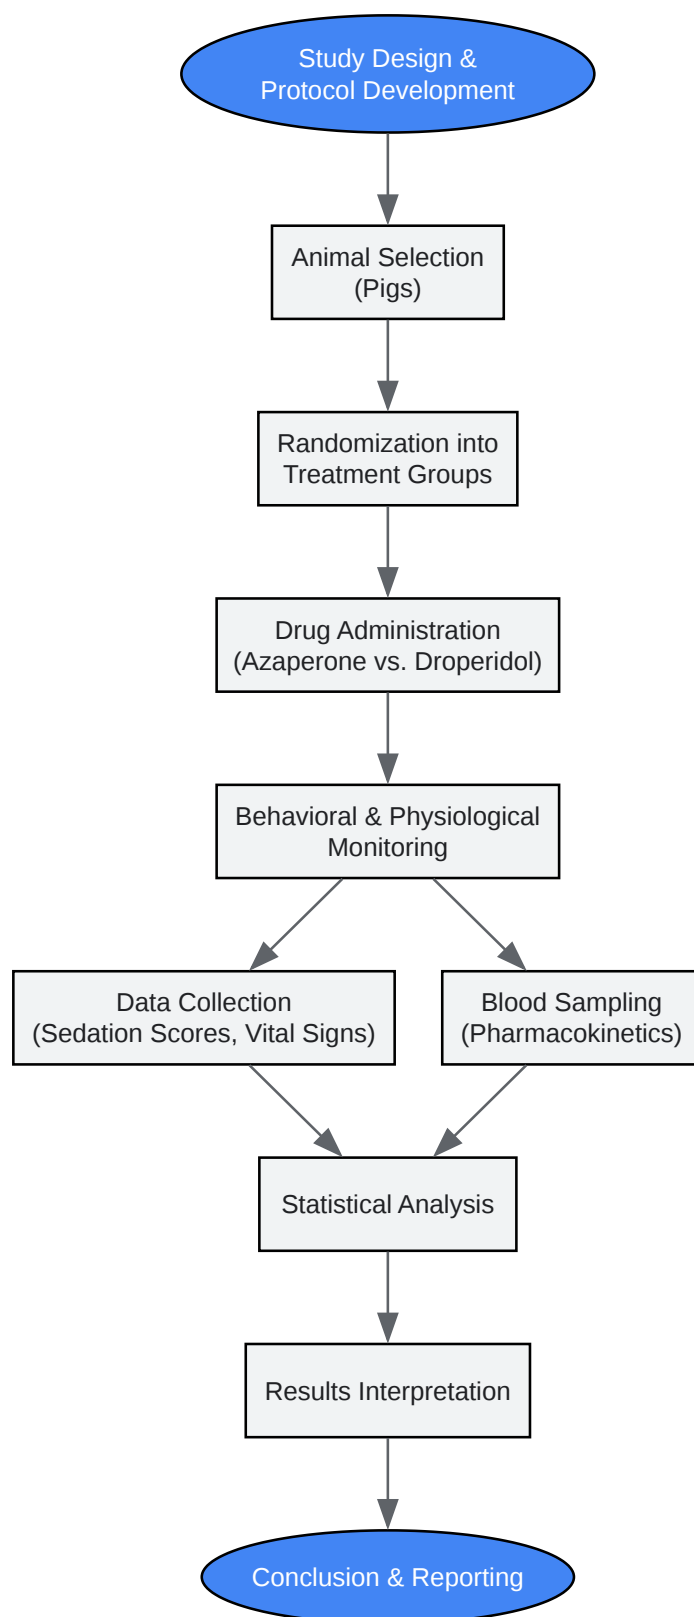 Study Design &
Protocol Development
Animal Selection
(Pigs)
Randomization into
Treatment Groups
Drug Administration
(Azaperone vs. Droperidol)
Behavioral & Physiological
Monitoring
Data Collection
(Sedation Scores, Vital Signs)
Blood Sampling
(Pharmacokinetics)
Statistical Analysis
Results Interpretation
Conclusion & Reporting